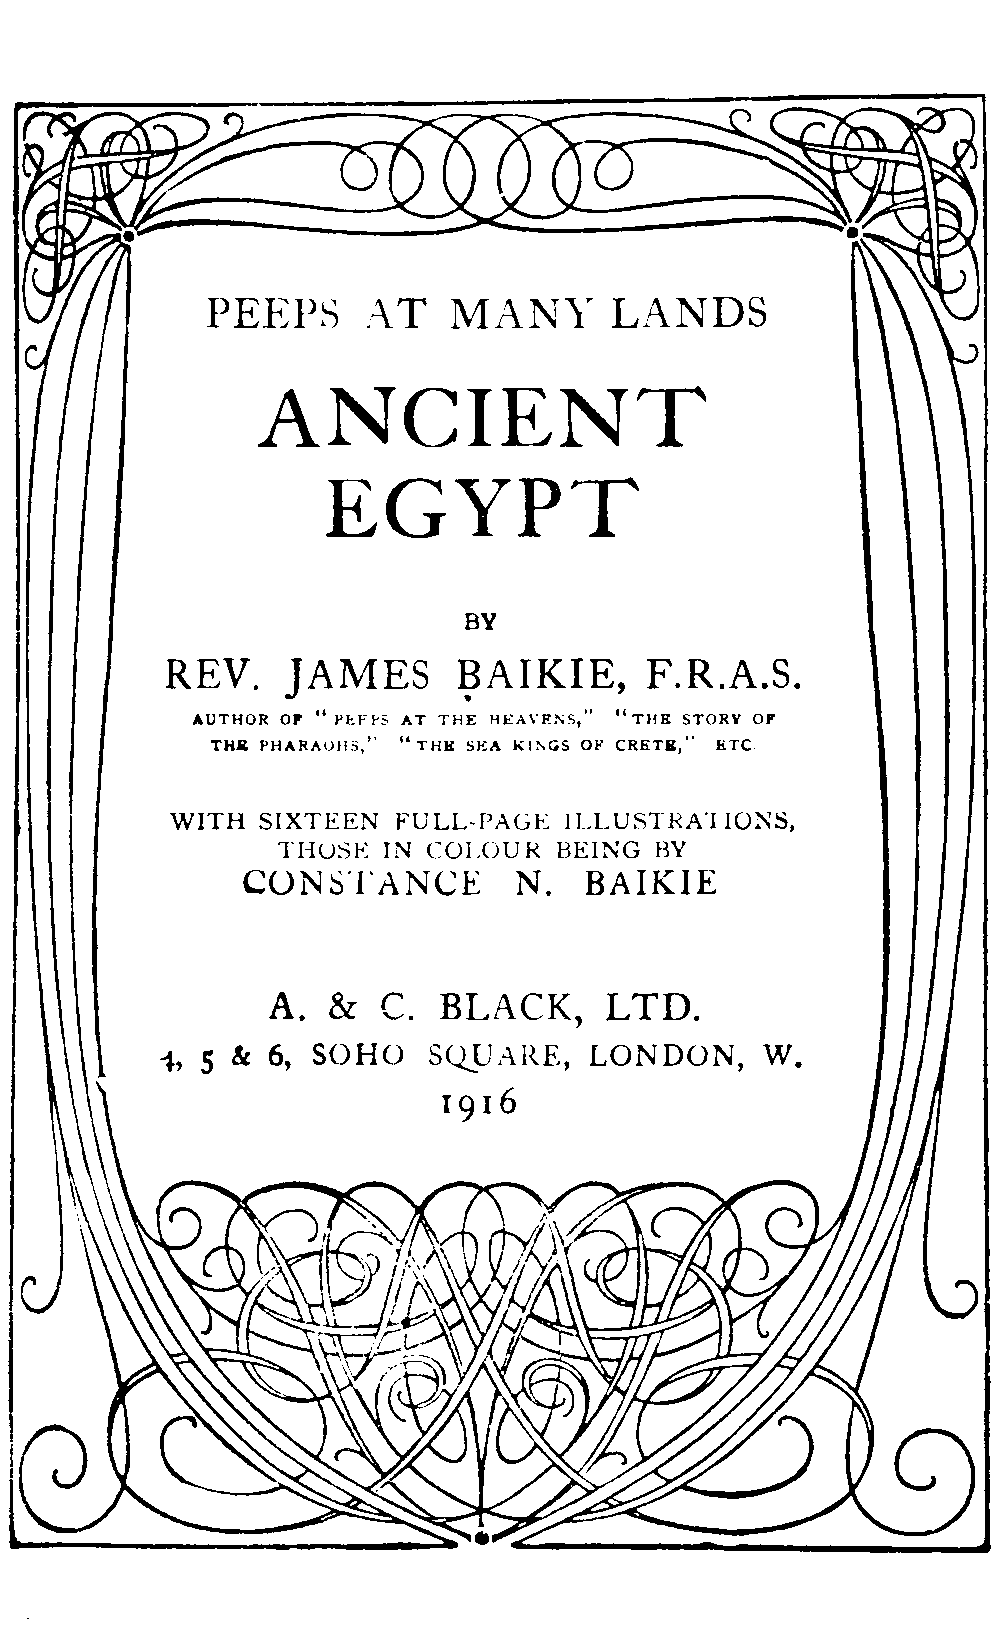 PEEPS AT MANY LANDS
ANCIENT
EGYPT
BY
REV. JAMES BAIKIE, F.R.A.S.
AUTHOR OF "PEEPS AT THE HEAVENS," "THE STORY OF
THE PHARAOHS," "THE SEA KINGS OF CRETE," ETC.
WITH SIXTEEN FULL-PAGE ILLUSTRATIONS,
THOSE IN COLOUR BEING BY
CONSTANCE N. BAIKIE
A. & C. BLACK, LTD.
4, 5 & 6, SOHO SQUARE, LONDON, W.
1916